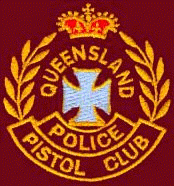 QUEENSLAND
POLICE
PISTOL CLUB